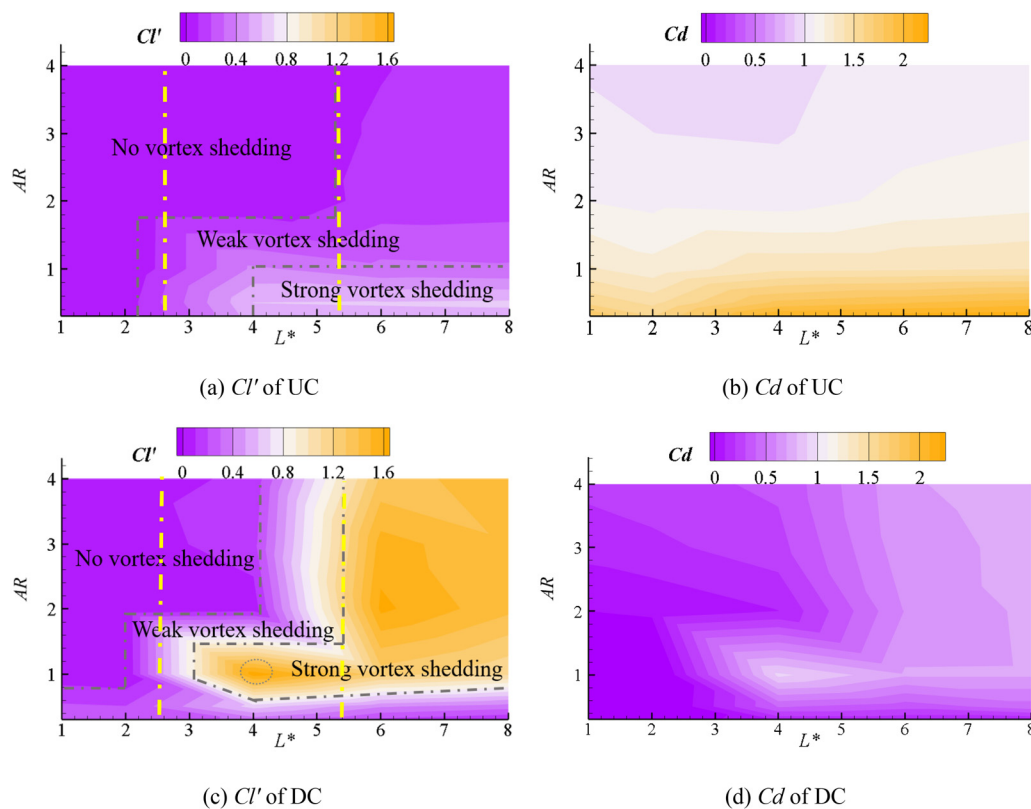 Cl'
0 0.4 0.8 1.2 1.6
4
3
2
1
AR
No vortex shedding
Weak vortex shedding
Strong vortex shedding
1 2 3 4 5 6 7 8
L*
(a) Cl' of UC
Cd
0 0.5 1 1.5 2
4
3
2
1
AR
1 2 3 4 5 6 7 8
L*
(b) Cd of UC
Cl'
0 0.4 0.8 1.2 1.6
4
3
2
1
AR
No vortex shedding
Weak vortex shedding
Strong vortex shedding
1 2 3 4 5 6 7 8
L*
(c) Cl' of DC
Cd
0 0.5 1 1.5 2
4
3
2
1
AR
1 2 3 4 5 6 7 8
L*
(d) Cd of DC